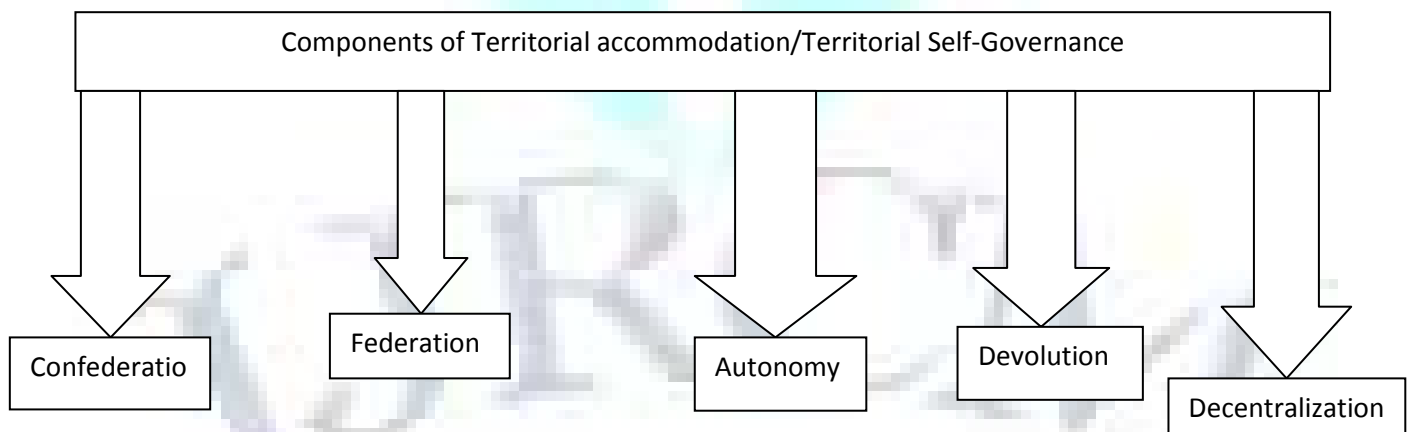 Components of Territorial accommodation/Territorial Self-Governance
Confederatio
Federation
Autonomy
Devolution
Decentralization